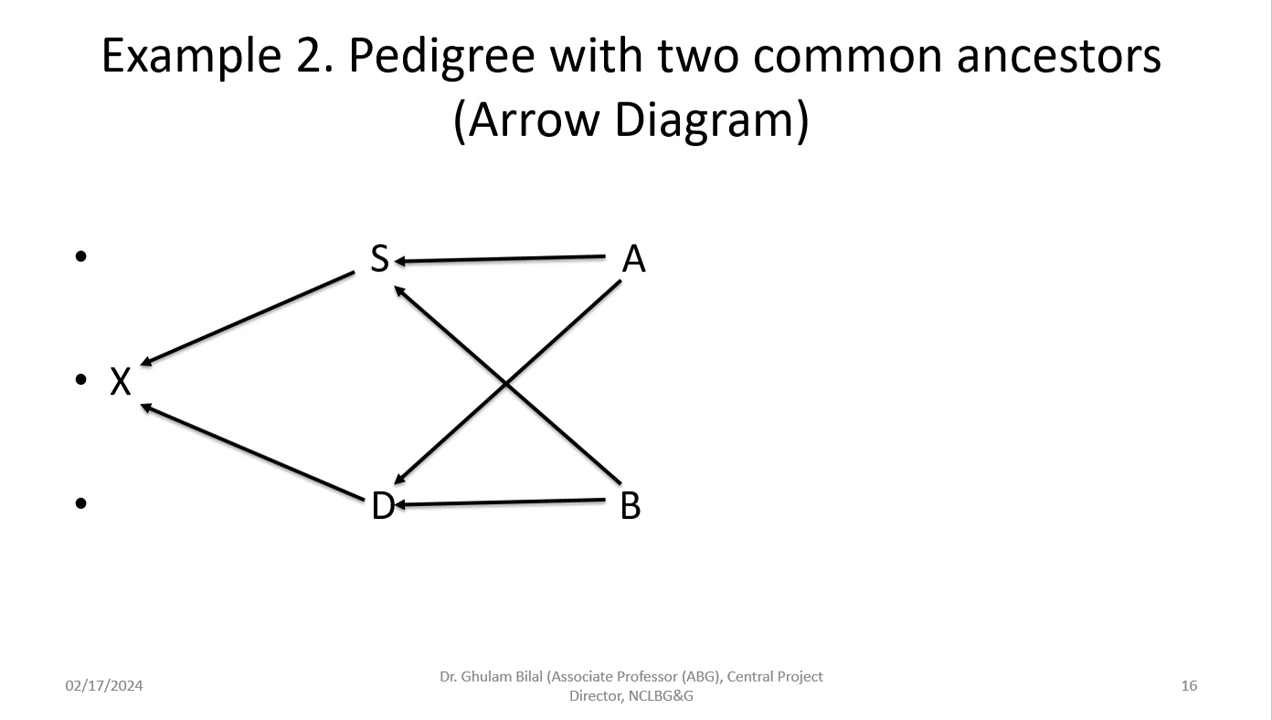 Example 2. Pedigree with two common ancestors
(Arrow Diagram)
• S A
• X
• D B
02/17/2024
Dr. Ghulam Bilal (Associate Professor (ABG), Central Project
Director, NCLBG&G
16